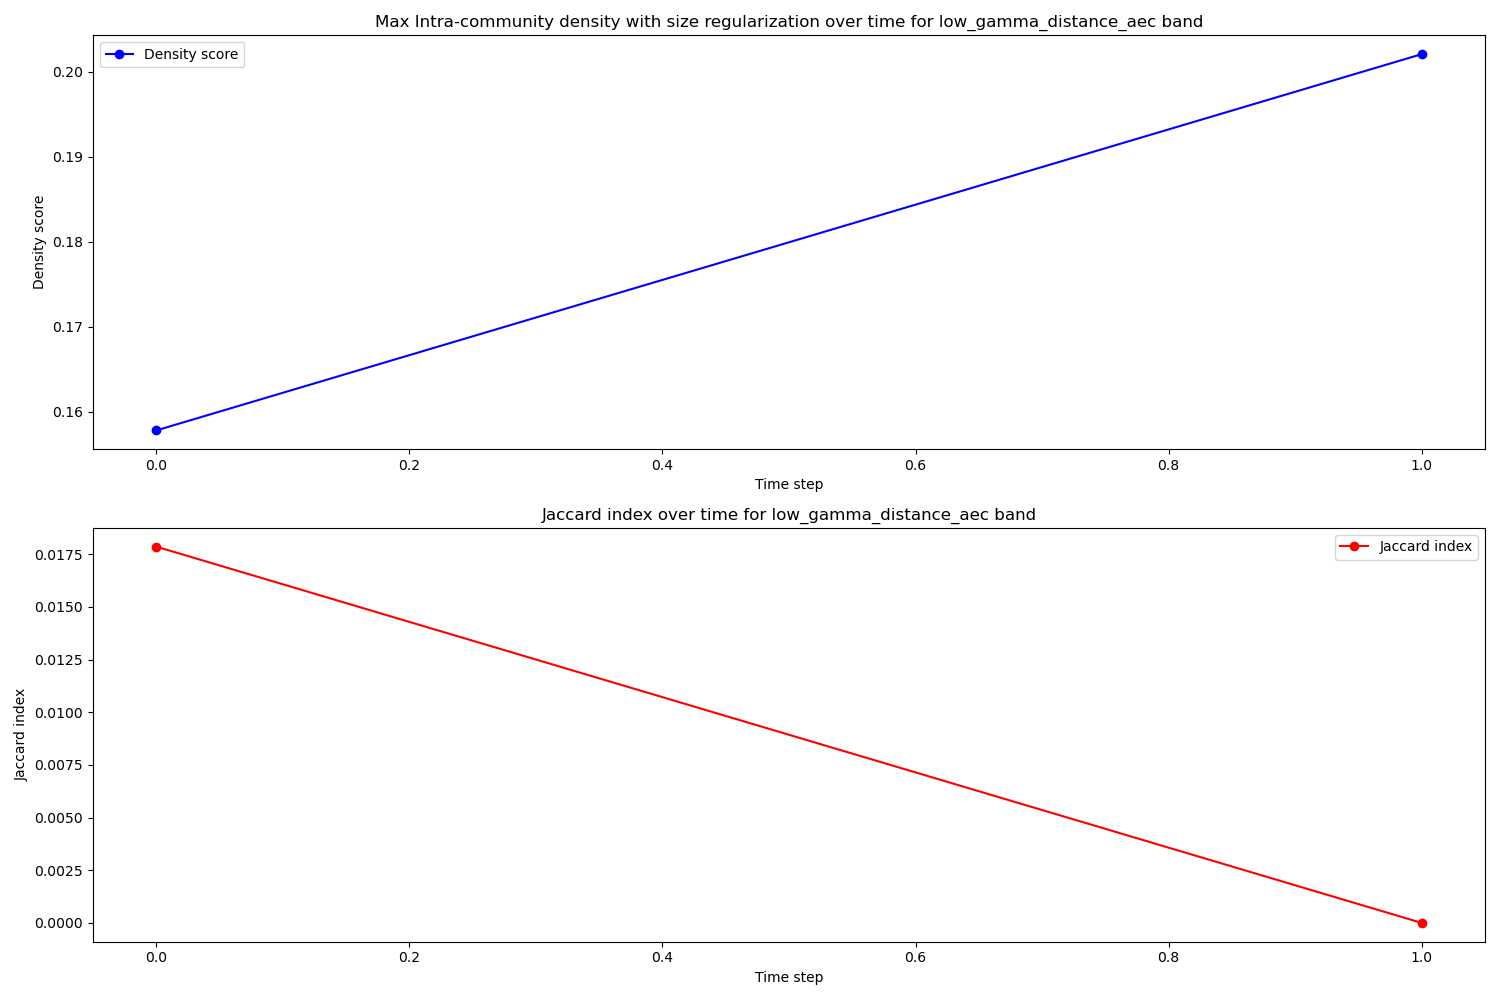 Max Intra-community density with size regularization over time for low_gamma_distance_aec band
Density score
0.20
0.19
0.18
0.17
0.16
Density score
0.0 0.2 0.4 0.6 0.8 1.0
Time step
Jaccard index over time for low_gamma_distance_aec band
Jaccard index
0.0175
0.0150
0.0125
0.0100
0.0075
0.0050
0.0025
0.0000
Jaccard index
0.0 0.2 0.4 0.6 0.8 1.0
Time step